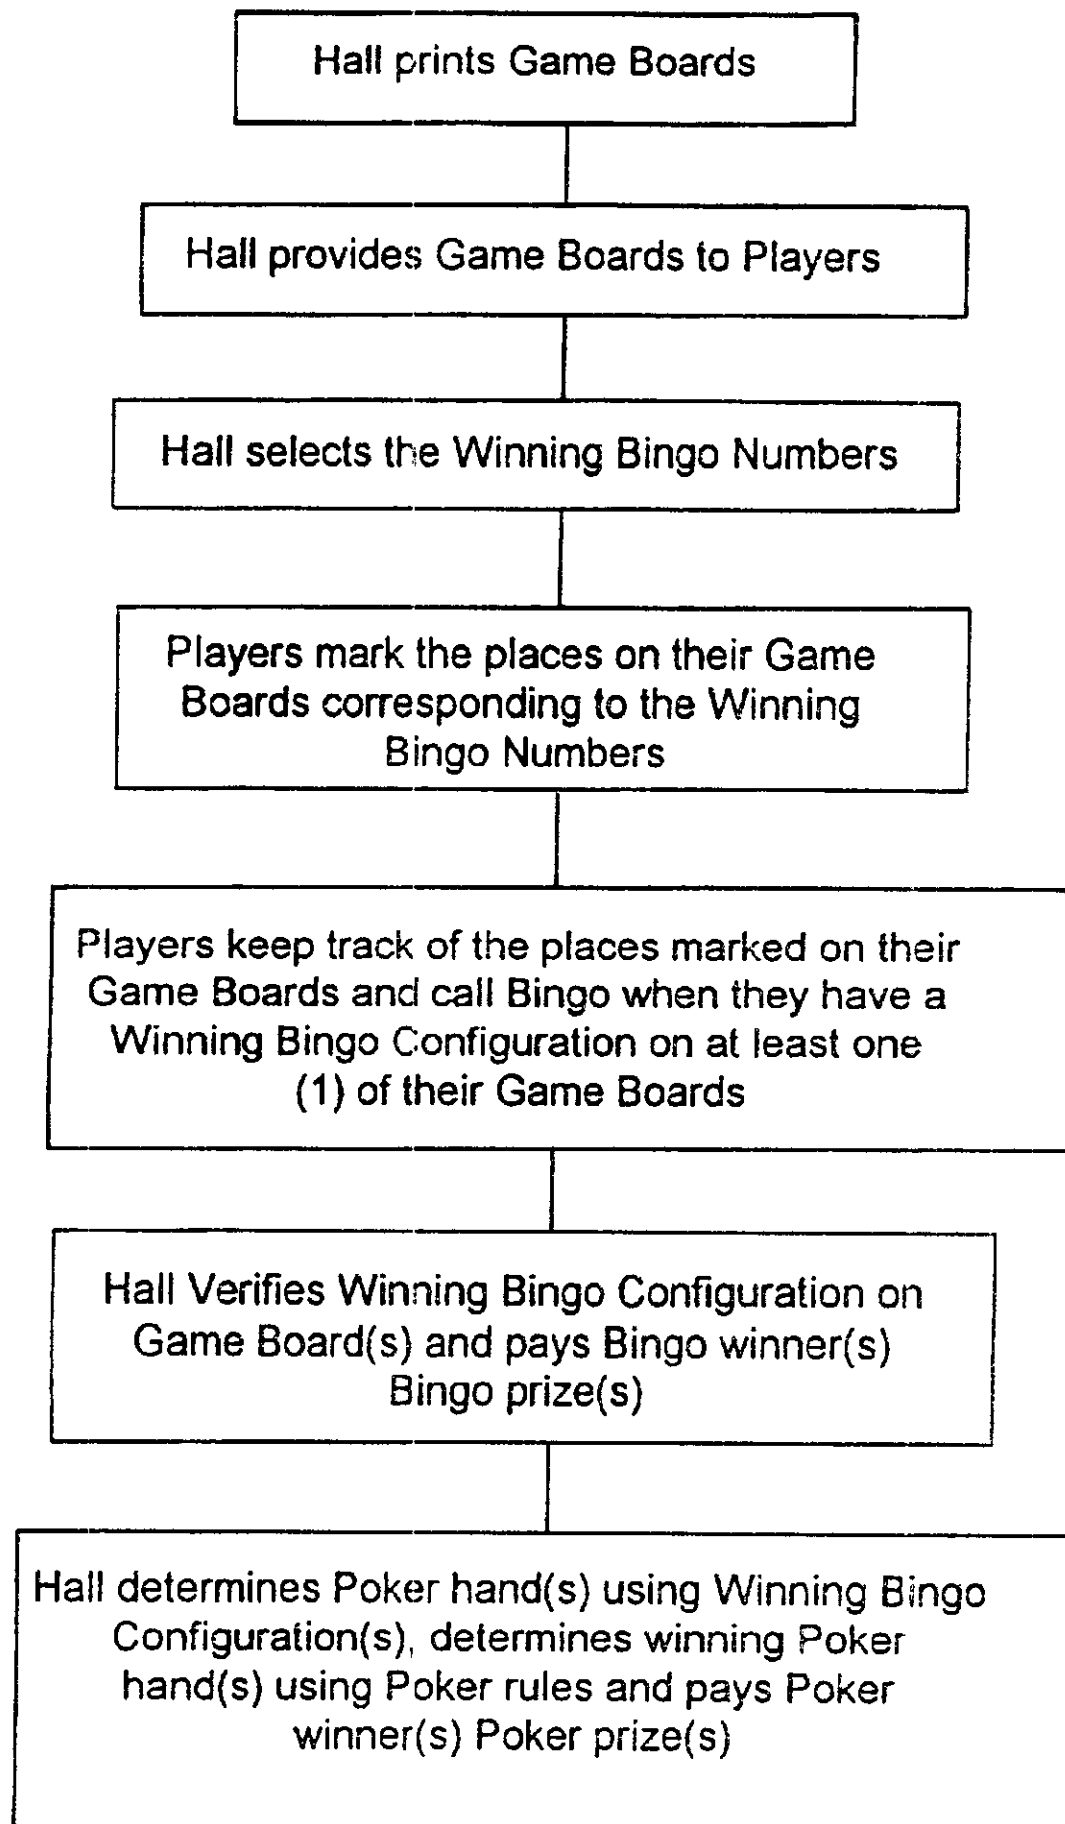 Hall prints Game Boards
Hall provides Game Boards to Players
Hall selects the Winning Bingo Numbers
Players mark the places on their Game
Boards corresponding to the Winning
Bingo Numbers
Players keep track of the places marked on their
Game Boards and call Bingo when they have a
Winning Bingo Configuration on at least one
(1) of their Game Boards
Hall Verifies Winning Bingo Configuration on
Game Board(s) and pays Bingo winner(s)
Bingo prize(s)
Hall determines Poker hand(s) using Winning Bingo
Configuration(s), determines winning Poker
hand(s) using Poker rules and pays Poker
winner(s) Poker prize(s)